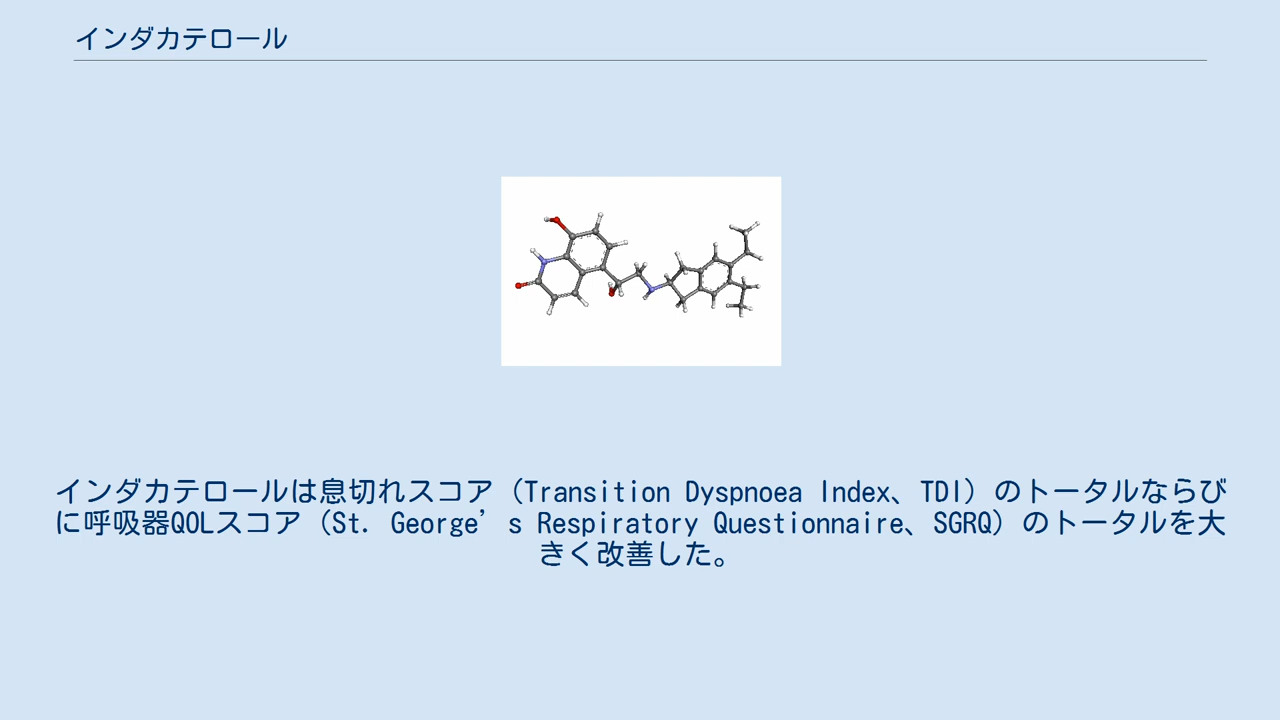 インダカテロール
インダカテロールは息切れスコア（Transition Dyspnoea Index、TDI）のトータルならび
に呼吸器QOLスコア（St. George’s Respiratory Questionnaire、SGRQ）のトータルを大
きく改善した。